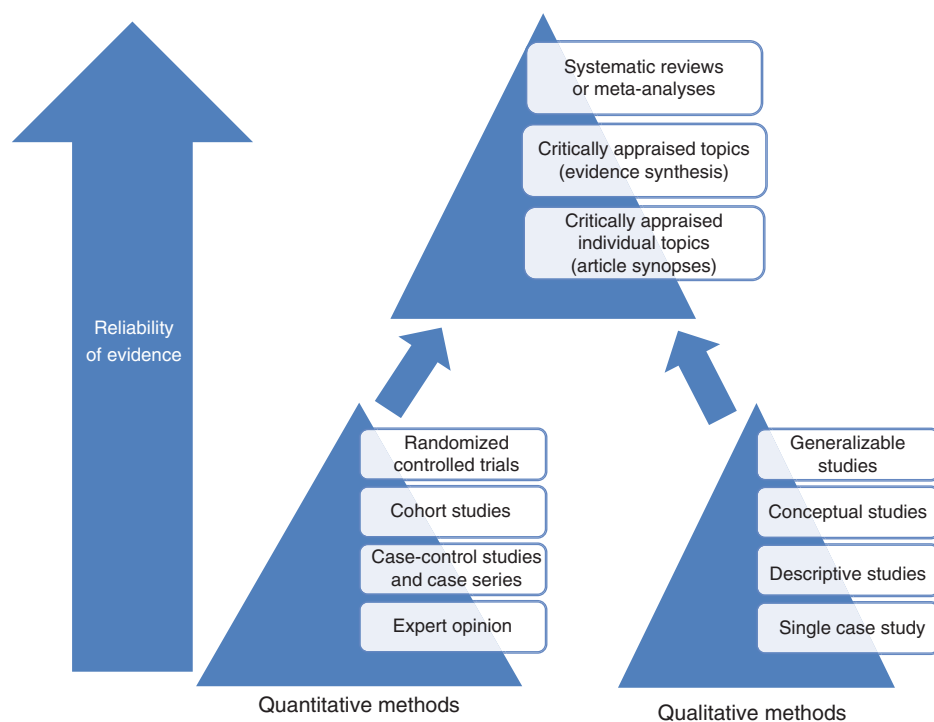 Systematic reviews
or meta-analyses
Critically appraised topics
(evidence synthesis)
Critically appraised
individual topics
(article synopses)
Reliability
of evidence
Randomized
controlled trials
Cohort studies
Case-control studies
and case series
Expert opinion
Quantitative methods
Generalizable
studies
Conceptual studies
Descriptive studies
Single case study
Qualitative methods